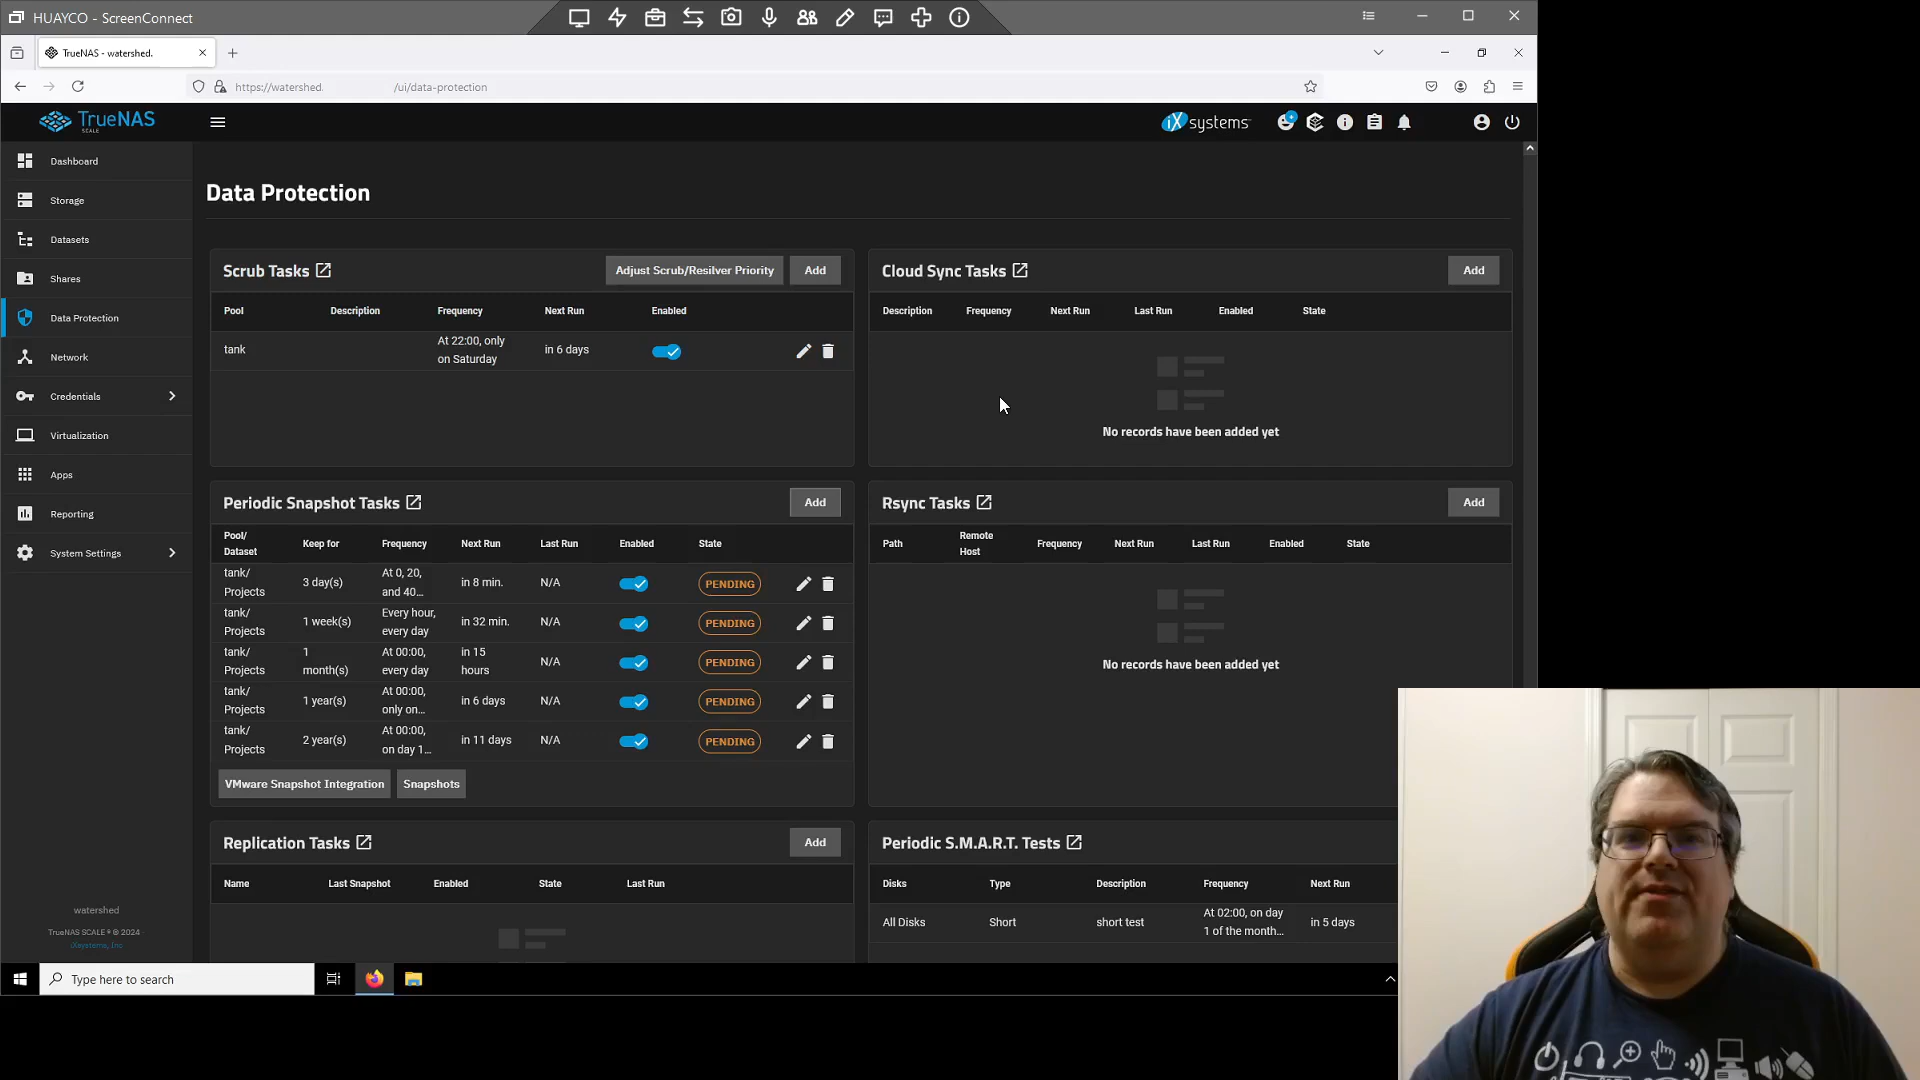 HUAYCO - ScreenConnect
TrueNAS - watershed.
https://watershed. /ui/data-protection
TrueNAS
SCALE
iXsystems
Dashboard
Storage
Datasets
Shares
Data Protection
Network
Credentials
Virtualization
Apps
Reporting
System Settings
watershed
TrueNAS SCALE ® © 2024
iXsystems, Inc
Data Protection
Scrub Tasks
Adjust Scrub/Resilver Priority
Add
Pool Description Frequency Next Run Enabled
tank At 22:00, only on Saturday in 6 days
Cloud Sync Tasks
Add
Description Frequency Next Run Last Run Enabled State
No records have been added yet
Periodic Snapshot Tasks
Add
Pool/Dataset Keep for Frequency Next Run Last Run Enabled State
tank/Projects 3 day(s) At 0, 20, and 40... in 8 min. N/A PENDING
tank/Projects 1 week(s) Every hour, every day in 32 min. N/A PENDING
tank/Projects 1 month(s) At 00:00, every day in 15 hours N/A PENDING
tank/Projects 1 year(s) At 00:00, only on... in 6 days N/A PENDING
tank/Projects 2 year(s) At 00:00, on day 1... in 11 days N/A PENDING
VMware Snapshot Integration
Snapshots
Rsync Tasks
Add
Path Remote Host Frequency Next Run Last Run Enabled State
No records have been added yet
Replication Tasks
Add
Name Last Snapshot Enabled State Last Run
Periodic S.M.A.R.T. Tests
Disks Type Description Frequency Next Run
All Disks Short short test At 02:00, on day 1 of the month... in 5 days
Type here to search